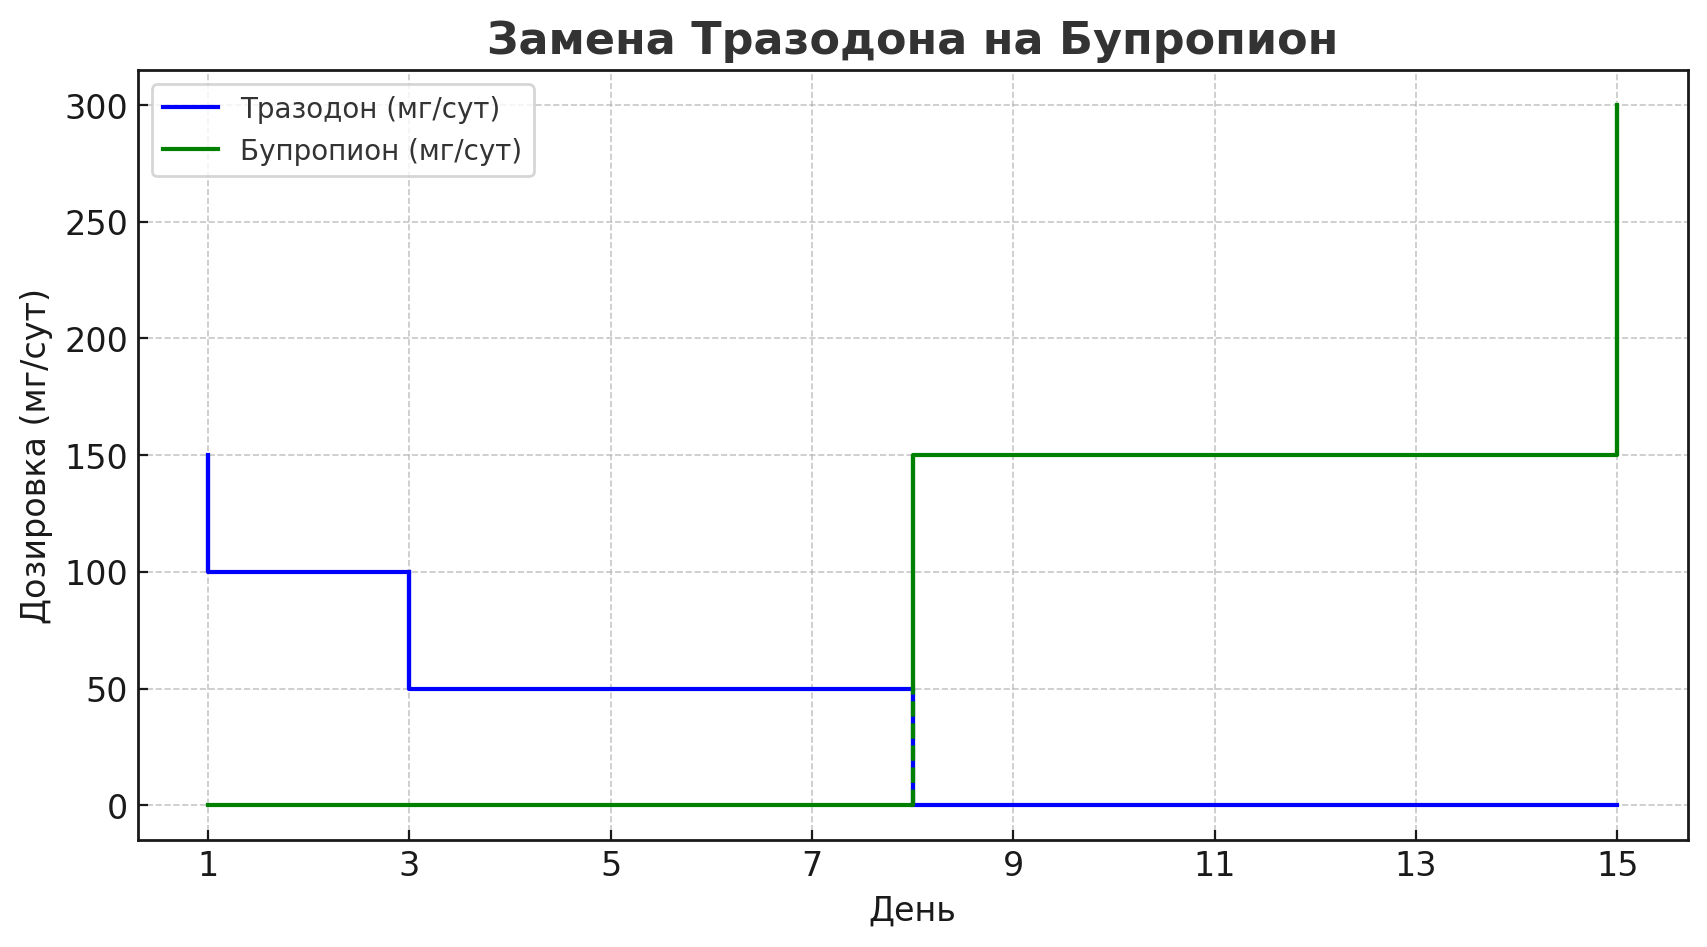 Замена Тразодона на Бупропион
Тразодон (мг/сут)
Бупропион (мг/сут)
Дозировка (мг/сут)
300
250
200
150
100
50
0
1 3 5 7 9 11 13 15
День